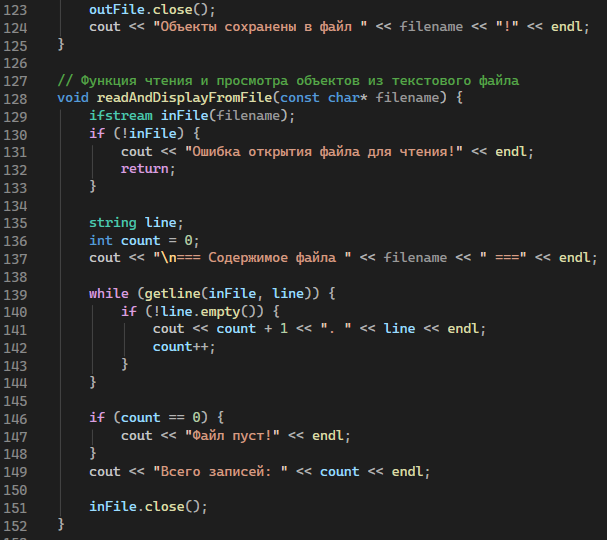 123 outFile.close();
124 cout << "Объекты сохранены в файл " << filename << "!" << endl;
125 }
126
127 // Функция чтения и просмотра объектов из текстового файла
128 void readAndDisplayFromFile(const char* filename) {
129 ifstream inFile(filename);
130 if (!inFile) {
131 cout << "Ошибка открытия файла для чтения!" << endl;
132 return;
133 }
134
135 string line;
136 int count = 0;
137 cout << "\n=== Содержимое файла " << filename << " ===" << endl;
138
139 while (getline(inFile, line)) {
140 if (!line.empty()) {
141 cout << count + 1 << ". " << line << endl;
142 count++;
143 }
144 }
145
146 if (count == 0) {
147 cout << "Файл пуст!" << endl;
148 }
149 cout << "Всего записей: " << count << endl;
150
151 inFile.close();
152 }